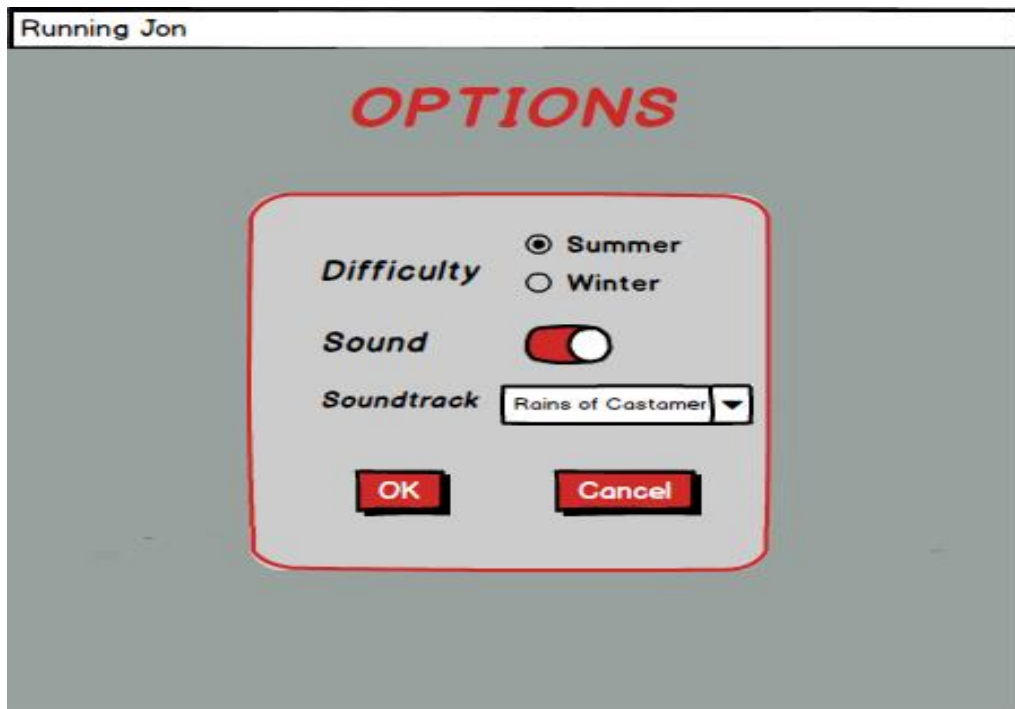 Running Jon
OPTIONS
Difficulty
Summer
Winter
Sound
Soundtrack
Rains of Castamer
OK
Cancel